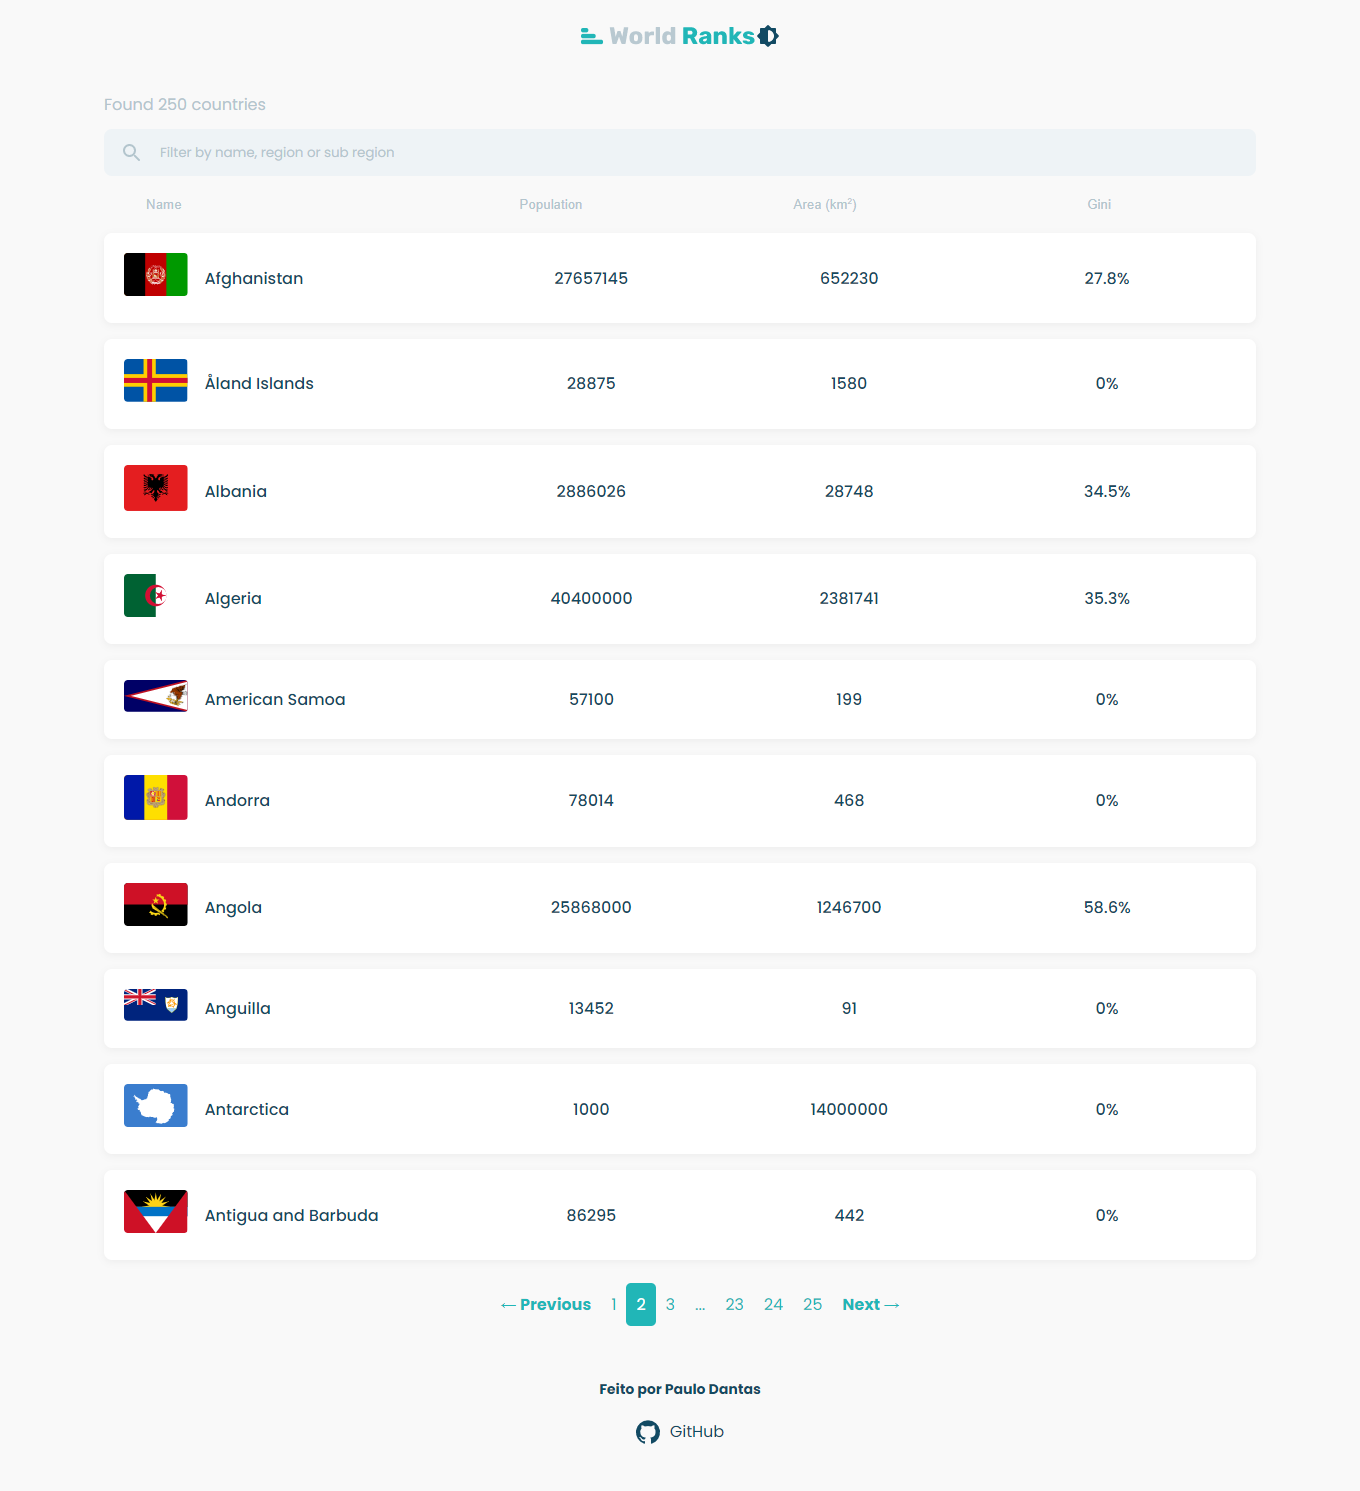 World Ranks
Found 250 countries
Filter by name, region or sub region
Name Population Area (km²) Gini
Afghanistan 27657145 652230 27.8%
Åland Islands 28875 1580 0%
Albania 2886026 28748 34.5%
Algeria 40400000 2381741 35.3%
American Samoa 57100 199 0%
Andorra 78014 468 0%
Angola 25868000 1246700 58.6%
Anguilla 13452 91 0%
Antarctica 1000 14000000 0%
Antigua and Barbuda 86295 442 0%
← Previous 1 2 3 ... 23 24 25 Next →
Feito por Paulo Dantas
GitHub